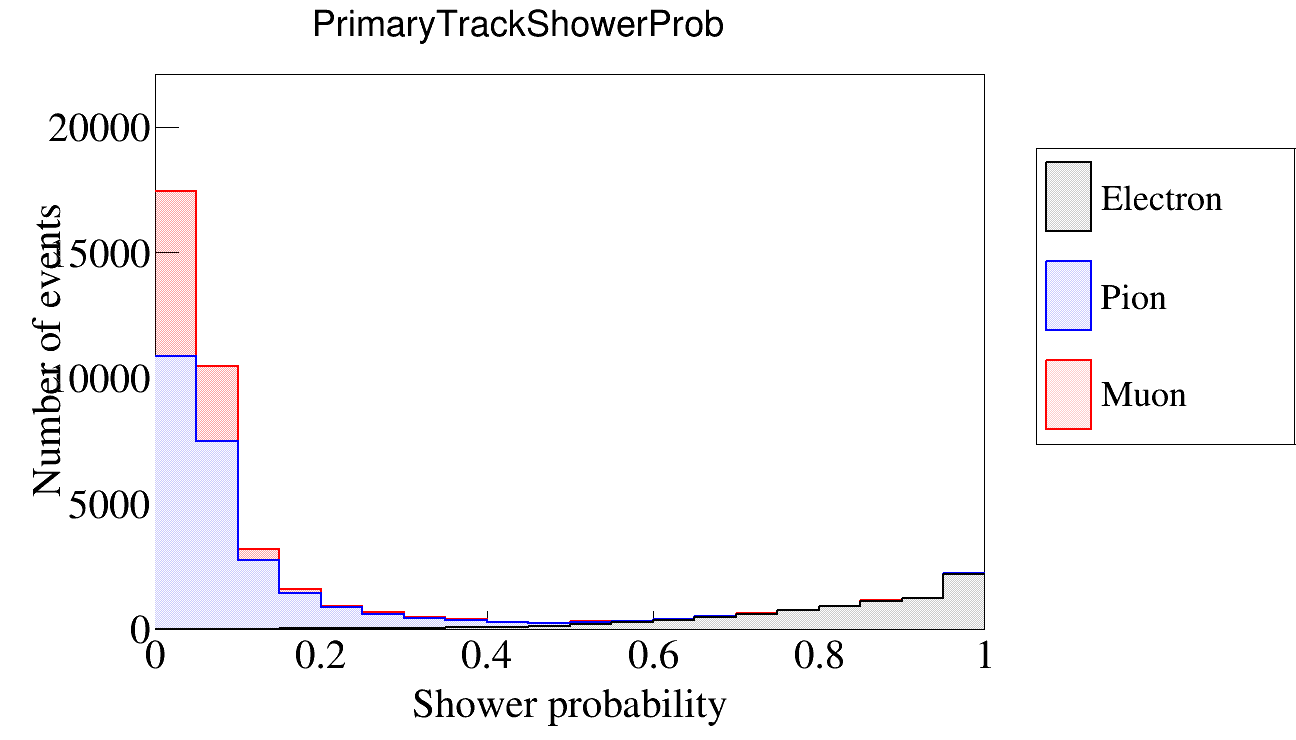 PrimaryTrackShowerProb
20000
15000
10000
5000
0
Number of events
0 0.2 0.4 0.6 0.8 1
Shower probability
Electron
Pion
Muon